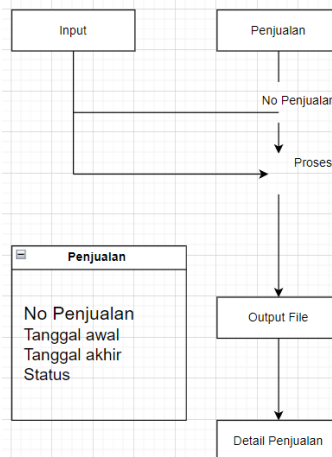 Input
Penjualan
No Penjualan
Proses
Penjualan
No Penjualan
Tanggal awal
Tanggal akhir
Status
Output File
Detail Penjualan